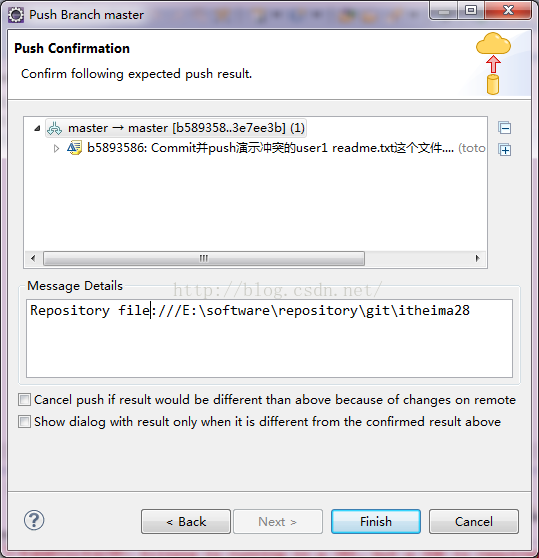 Push Branch master
Push Confirmation
Confirm following expected push result.
master → master [b589358..3e7ee3b] (1)
b5893586: Commit并push演示冲突的user1 readme.txt这个文件.... (toto
Message Details
http://blog.csdn.net/
Repository file:///E:\software\repository\git\itheima28
Cancel push if result would be different than above because of changes on remote
Show dialog with result only when it is different from the confirmed result above
< Back
Next >
Finish
Cancel